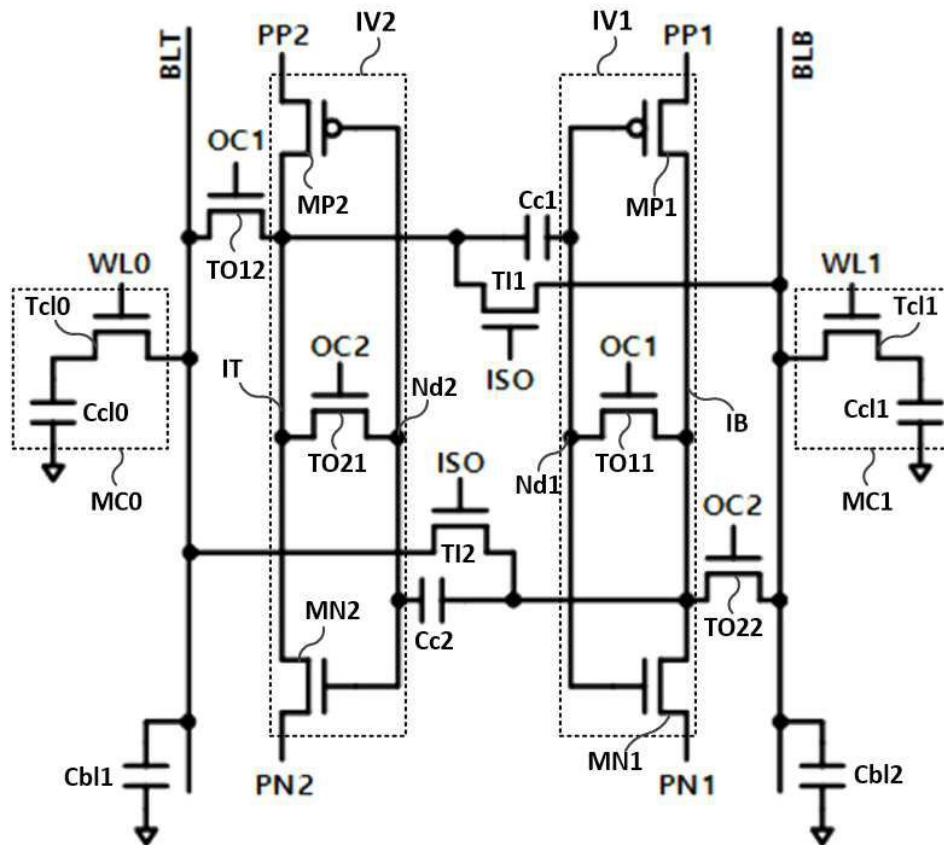 IV2
IV1
BLT
PP2
PP1
BLB
OC1
MP2
Cc1
MP1
TO12
WL0
TI1
WL1
Tcl0
Tcl1
OC2
ISO
OC1
IT
Nd2
Ccl0
Ccl1
IB
TO21
TO11
ISO
Nd1
MC0
MC1
OC2
TI2
MN2
Cc2
TO22
MN1
Cbl1
Cbl2
PN2
PN1